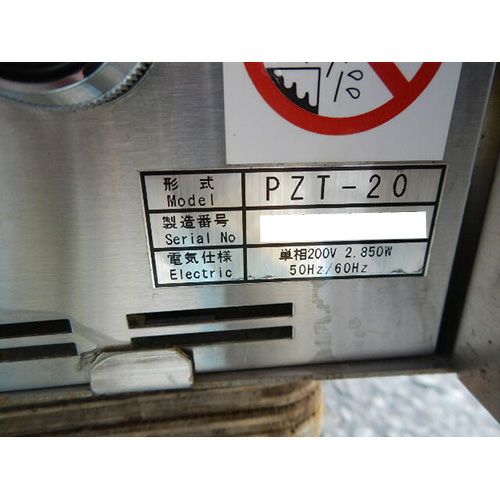 形式 PZT-20
Model
製造番号
Serial No
電気仕様 単相200V 2.850W
Electric 50Hz/60Hz